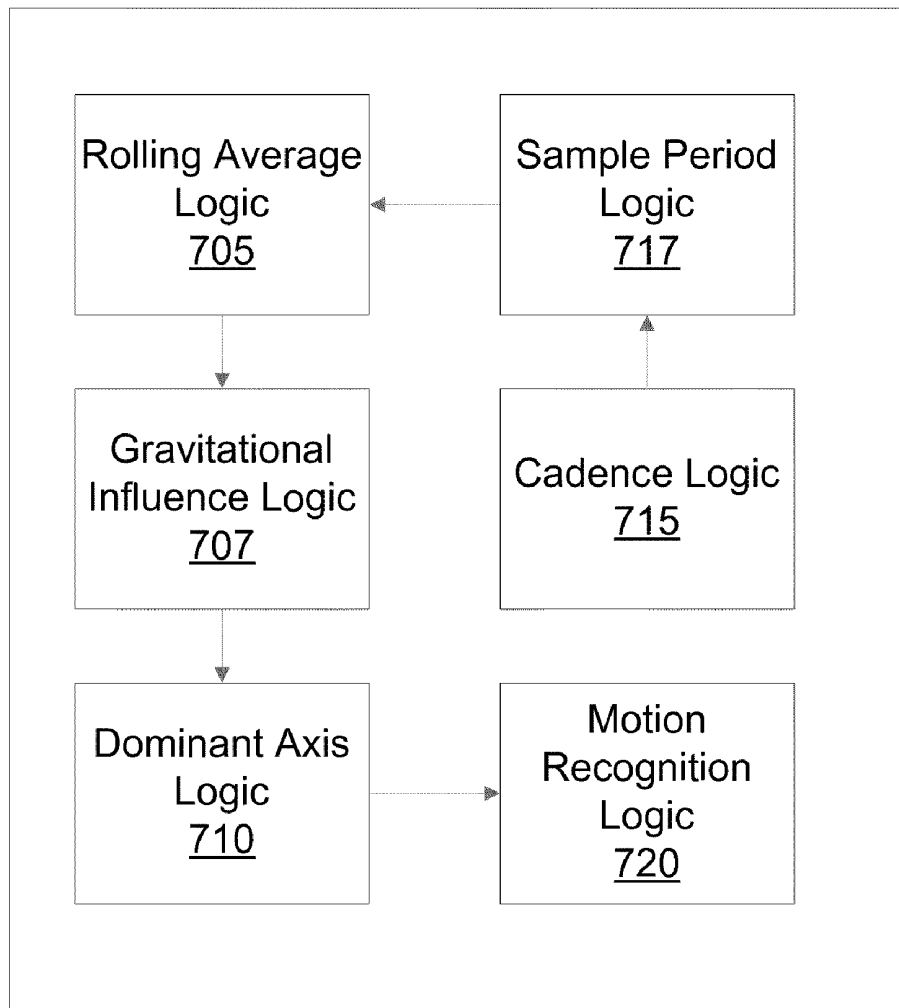 Rolling Average
Logic
705
Sample Period
Logic
717
Gravitational
Influence Logic
707
Cadence Logic
715
Dominant Axis
Logic
710
Motion
Recognition
Logic
720